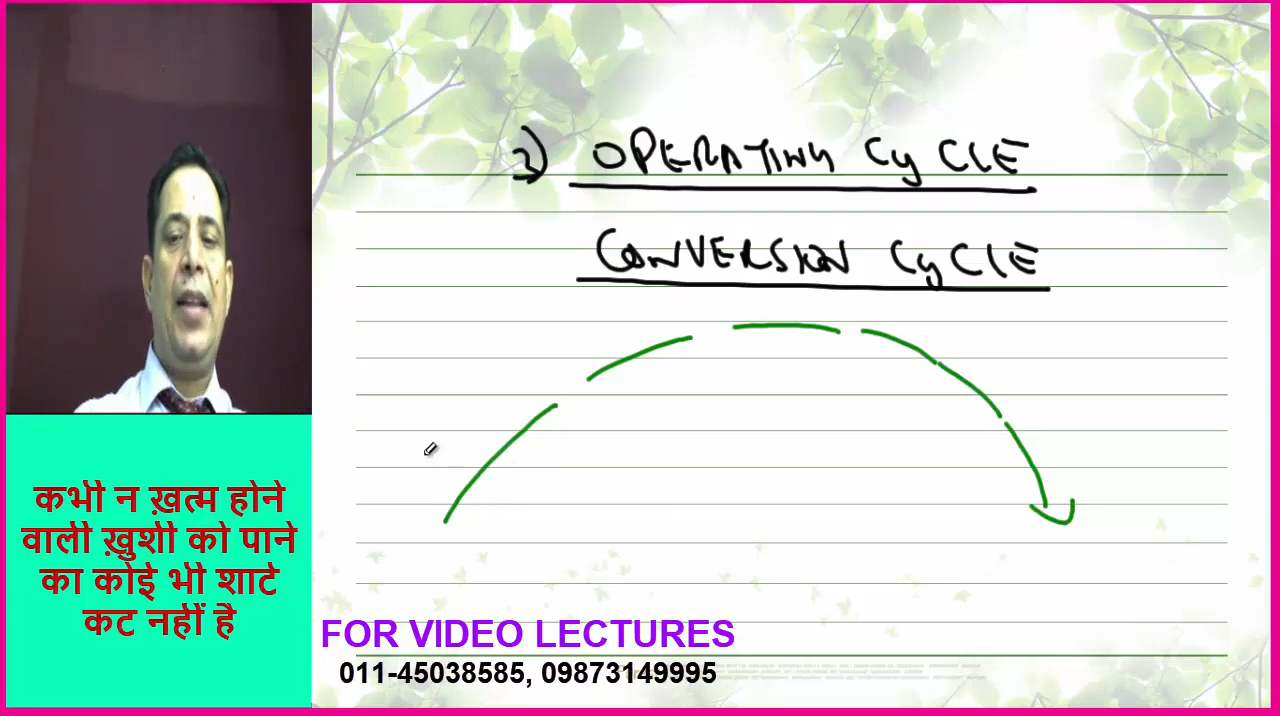 3) OPERATING CYCLE
CONVERSION CYCLE
कभी न ख़त्म होने
वाली ख़ुशी को पाने
का कोई भी शार्ट
कट नहीं है
FOR VIDEO LECTURES
011-45038585, 09873149995